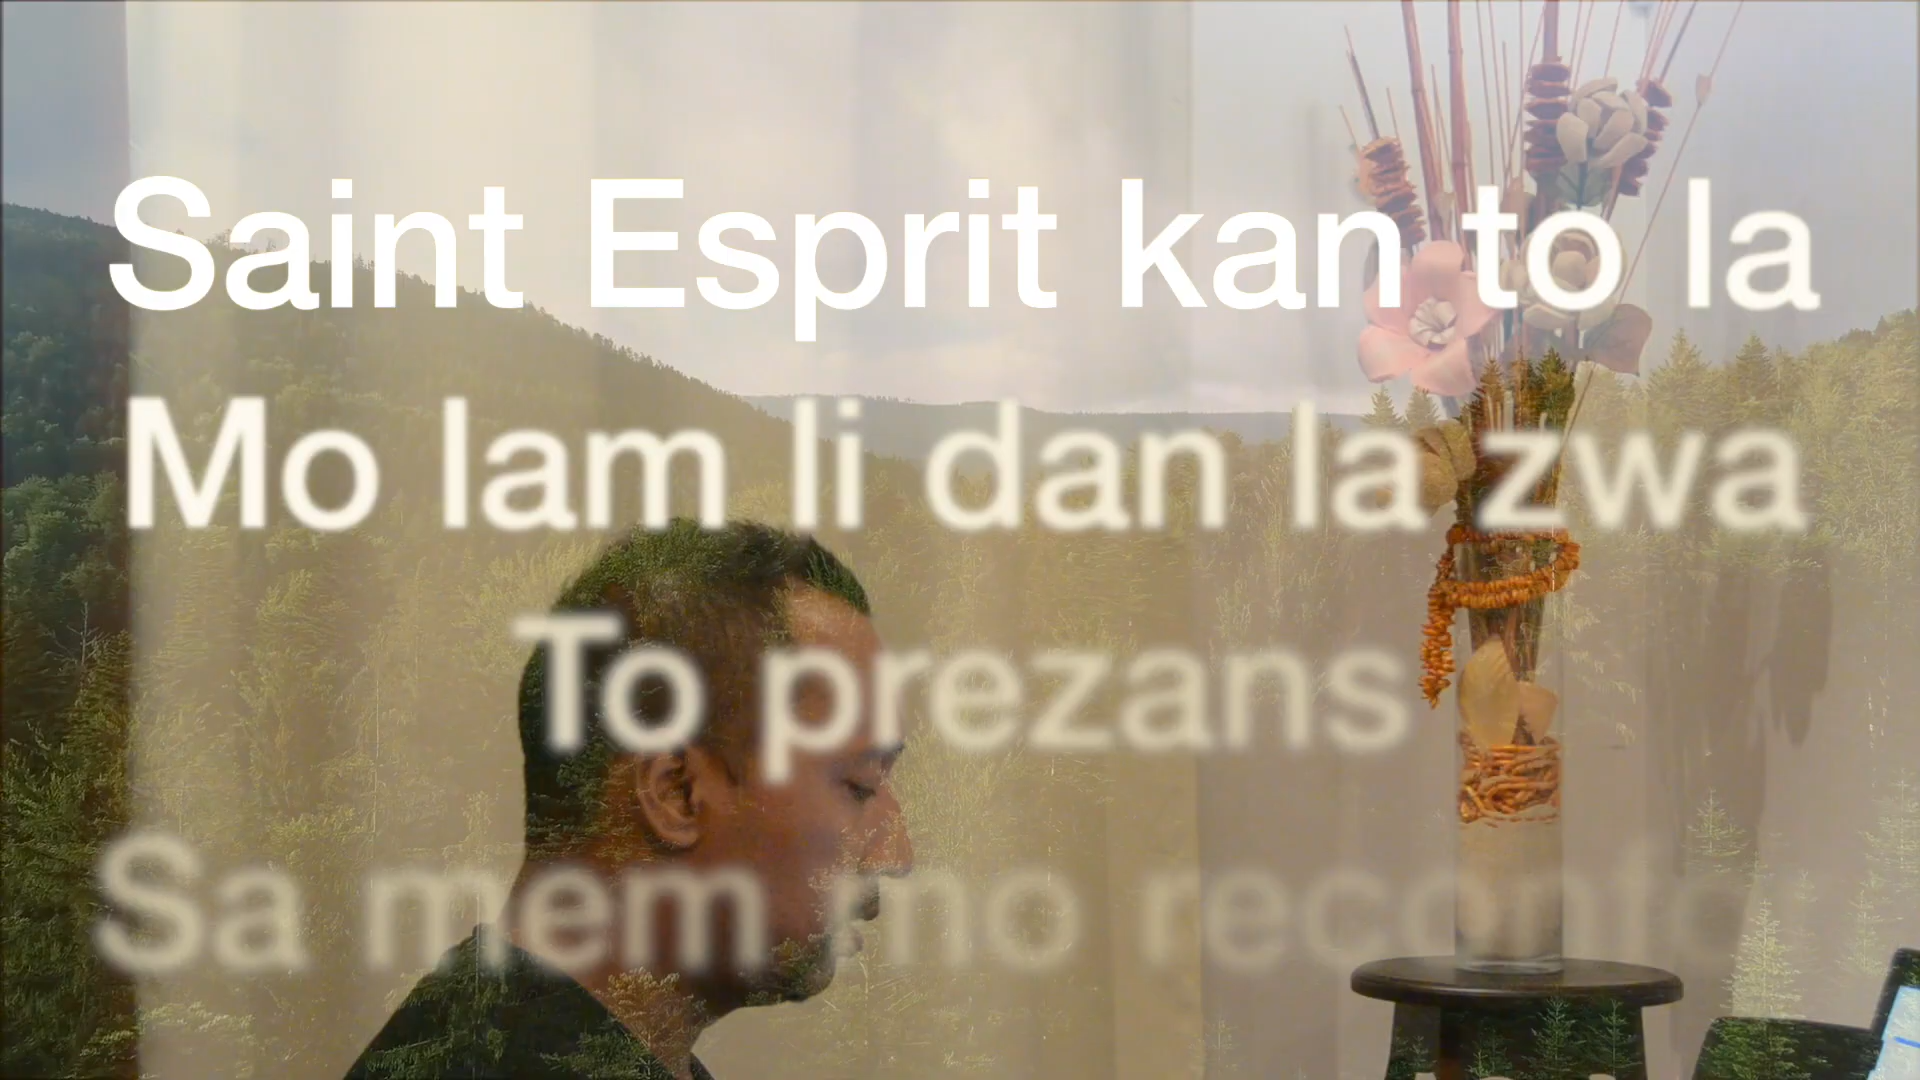 Saint Esprit kan to la
Mo lam li dan la zwa
To prezans
Sa mem mo